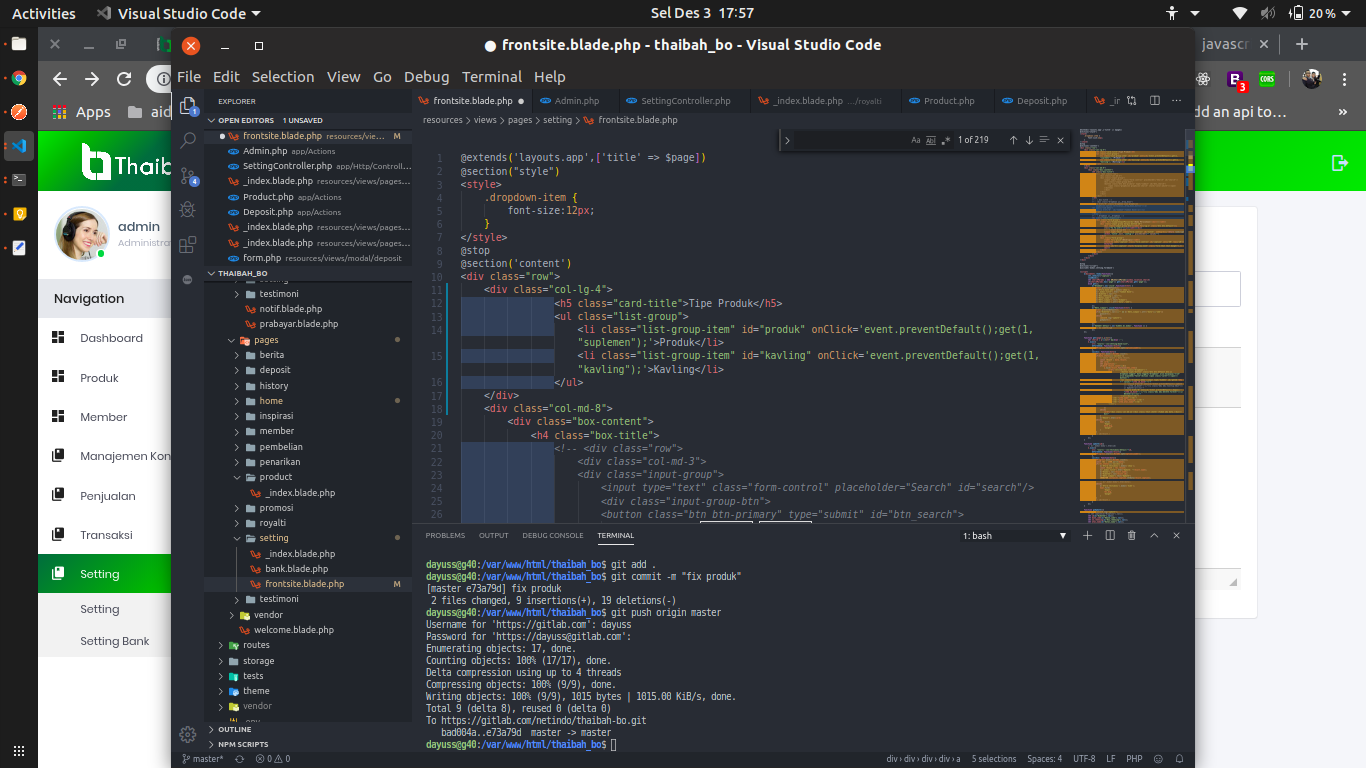 Activities
Visual Studio Code
Sel Des 3 17:57
20%
frontsite.blade.php - thaibah_bo - Visual Studio Code
javascr
File Edit Selection View Go Debug Terminal Help
Apps
aid
dd an api to…
»
EXPLORER
OPEN EDITORS 1 UNSAVED
frontsite.blade.php resources/vie... M
Admin.php app/Actions
SettingController.php app/Http/Controll...
_index.blade.php resources/views/pages...
Product.php app/Actions
Deposit.php app/Actions
_index.blade.php resources/views/pages...
_index.blade.php resources/views/pages...
form.php resources/views/modal/deposit
THAIBAH_BO
testimoni
notif.blade.php
prabayar.blade.php
pages
berita
deposit
history
home
inspirasi
member
pembelian
penarikan
product
_index.blade.php
promosi
royalti
setting
_index.blade.php
bank.blade.php
frontsite.blade.php M
testimoni
vendor
welcome.blade.php
routes
storage
tests
theme
vendor
OUTLINE
NPM SCRIPTS
Thaib
admin
Administra
Navigation
Dashboard
Produk
Member
Manajemen Kon
Penjualan
Transaksi
Setting
Setting
Setting Bank
frontsite.blade.php
Admin.php
SettingController.php
_index.blade.php .../royalti
Product.php
Deposit.php
resources › views › pages › setting › frontsite.blade.php
1 of 219
1 @extends('layouts.app',['title' => $page])
2 @section("style")
3 <style>
4 .dropdown-item {
5 font-size:12px;
6 }
7 </style>
8 @stop
9 @section('content')
10 <div class="row">
11 <div class="col-lg-4">
12 <h5 class="card-title">Tipe Produk</h5>
13 <ul class="list-group">
14 <li class="list-group-item" id="produk" onClick='event.preventDefault();get(1,
"suplemen");'>Produk</li>
15 <li class="list-group-item" id="kavling" onClick='event.preventDefault();get(1,
"kavling");'>Kavling</li>
16 </ul>
17 </div>
18 <div class="col-md-8">
19 <div class="box-content">
20 <h4 class="box-title">
21 <!-- <div class="row">
22 <div class="col-md-3">
23 <div class="input-group">
24 <input type="text" class="form-control" placeholder="Search" id="search"/>
25 <div class="input-group-btn">
26 <button class="btn btn-primary" type="submit" id="btn_search">
PROBLEMS OUTPUT DEBUG CONSOLE TERMINAL
1: bash
dayuss@g40:/var/www/html/thaibah_bo$ git add .
dayuss@g40:/var/www/html/thaibah_bo$ git commit -m "fix produk"
[master e73a79d] fix produk
2 files changed, 9 insertions(+), 19 deletions(-)
dayuss@g40:/var/www/html/thaibah_bo$ git push origin master
Username for 'https://gitlab.com': dayuss
Password for 'https://dayuss@gitlab.com':
Enumerating objects: 17, done.
Counting objects: 100% (17/17), done.
Delta compression using up to 4 threads
Compressing objects: 100% (9/9), done.
Writing objects: 100% (9/9), 1015 bytes | 1015.00 KiB/s, done.
Total 9 (delta 8), reused 0 (delta 0)
To https://gitlab.com/netindo/thaibah-bo.git
bad004a..e73a79d master -> master
dayuss@g40:/var/www/html/thaibah_bo$
master*
0 0
div › div › div › div › a
5 selections
Spaces: 4
UTF-8
LF
PHP